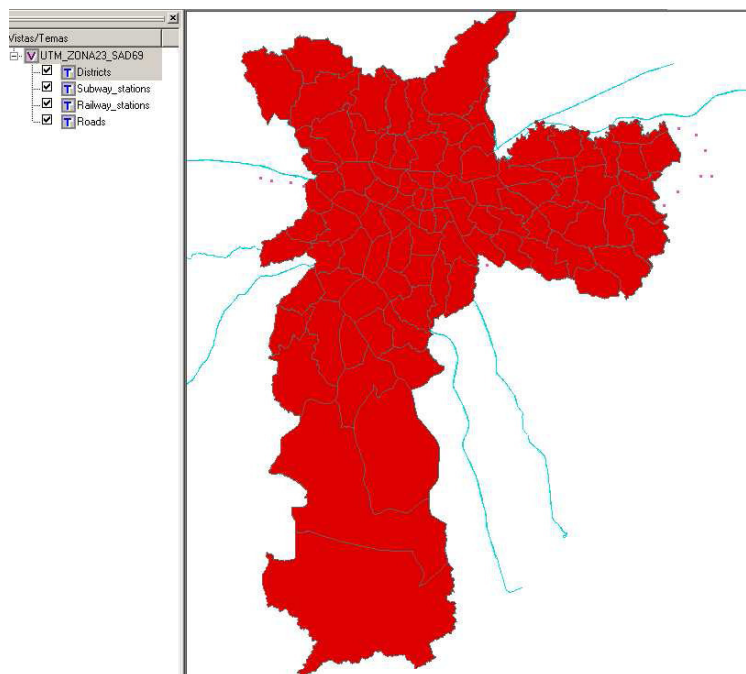 Vistas/Temas
UTM_ZONA23_SAD69
Districts
Subway_stations
Railway_stations
Roads